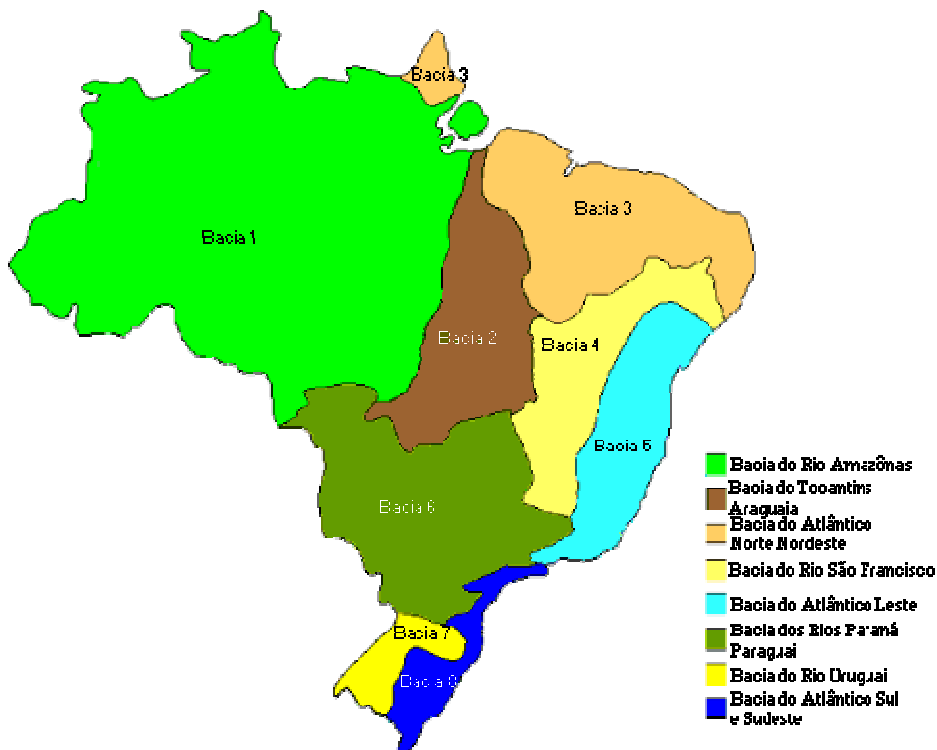 Bacia 3
Bacia 3
Bacia 1
Bacia 2
Bacia 4
Bacia 5
Bacia 6
Bacia 7
Bacia 8
Bacia do Rio Amazônas
Bacia do Tocantins
Araguaia
Bacia do Atlântico
Norte Nordeste
Bacia do Rio São Francisco
Bacia do Atlântico Leste
Bacia dos Rios Paraná
Paraguai
Bacia do Rio Uruguai
Bacia do Atlântico Sul
e Sudeste